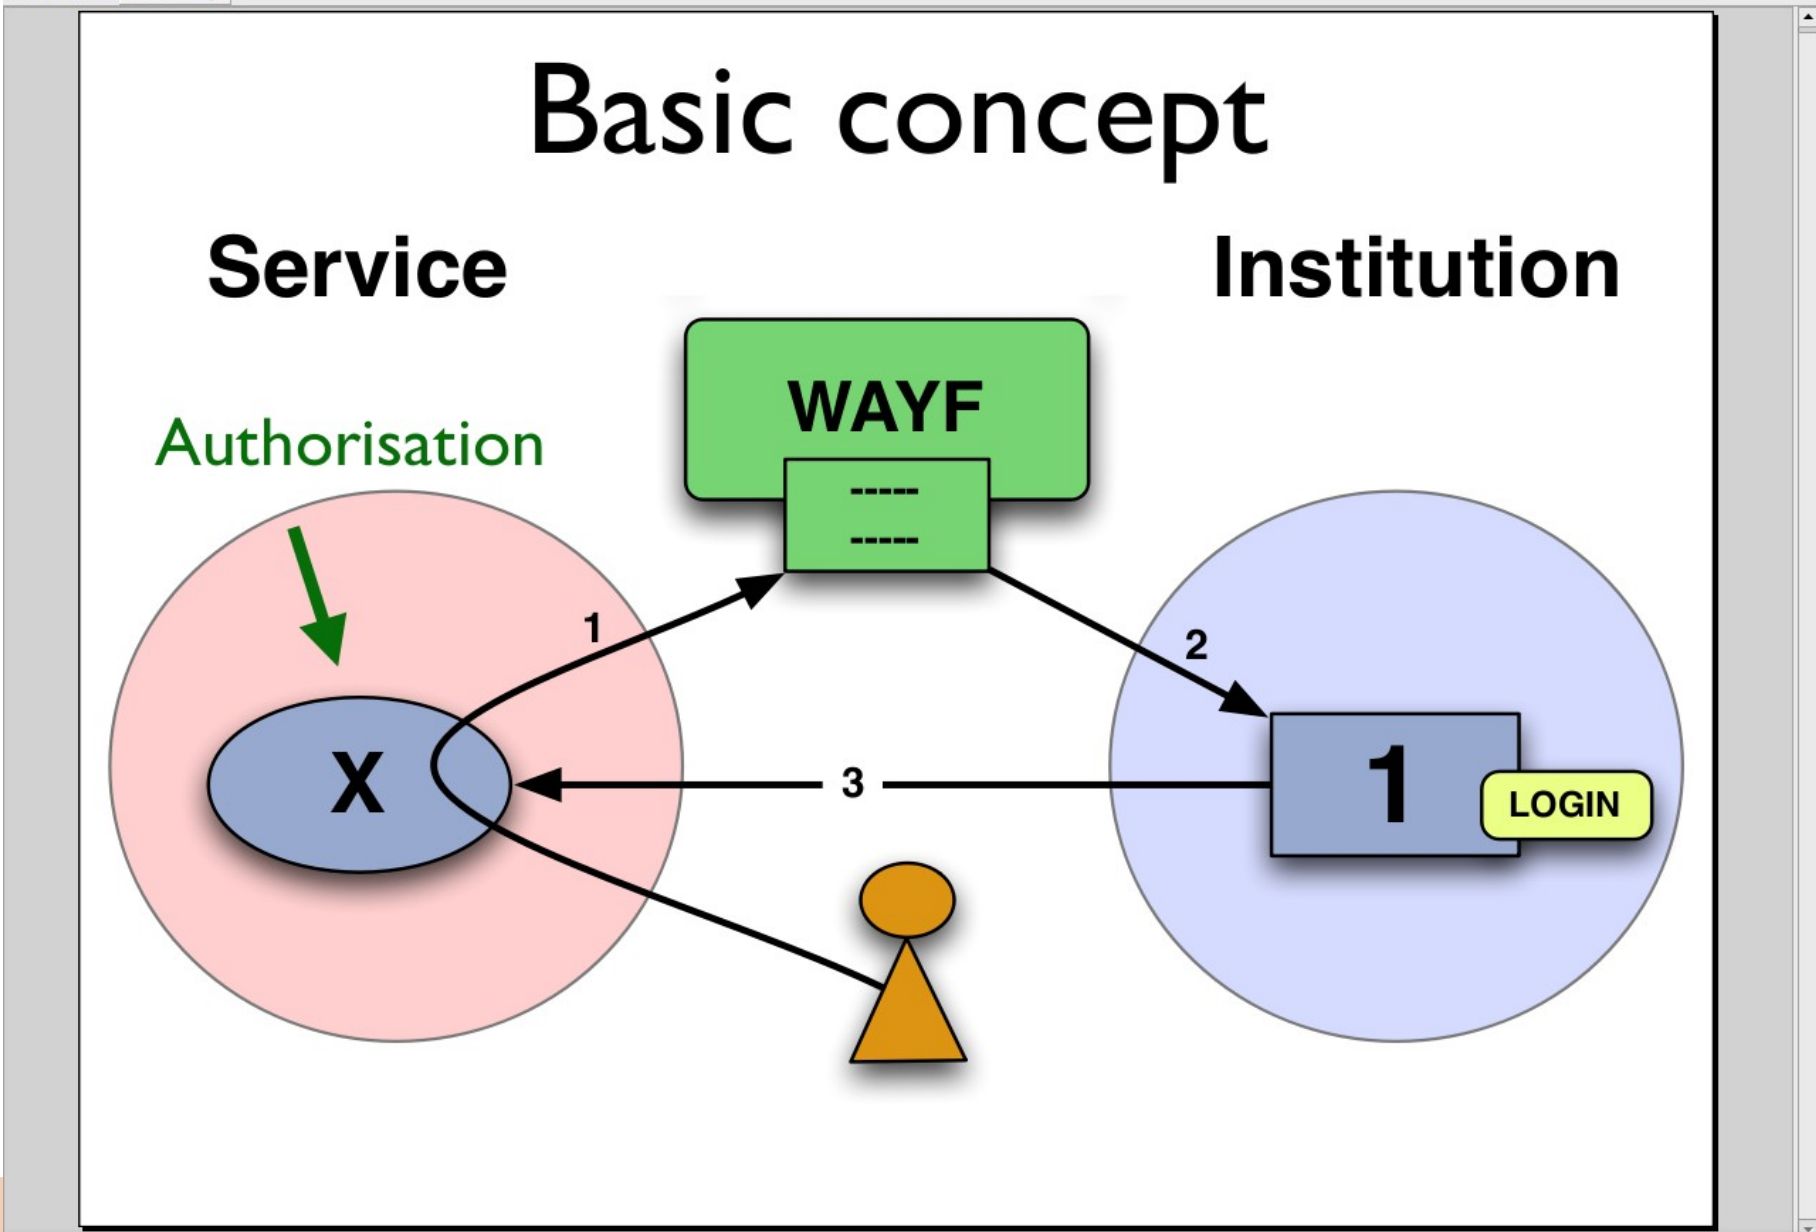 Basic concept
Service
Institution
WAYF
-----
-----
Authorisation
1
2
X
3
1
LOGIN